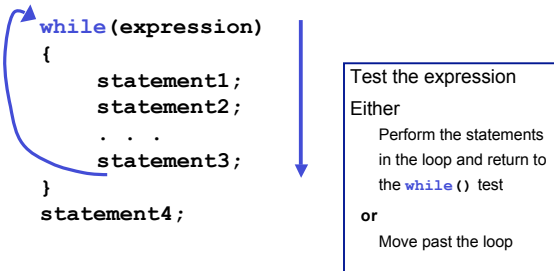 while(expression)
{
statement1;
statement2;
. . .
statement3;
}
statement4;
Test the expression
Either
Perform the statements
in the loop and return to
the while() test
or
Move past the loop